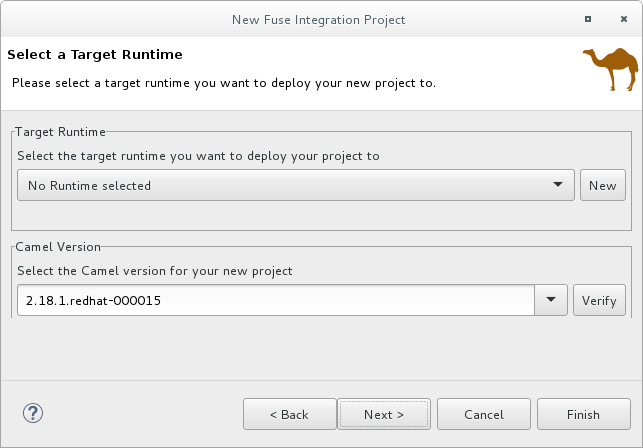 New Fuse Integration Project
Select a Target Runtime
Please select a target runtime you want to deploy your new project to.
Target Runtime
Select the target runtime you want to deploy your project to
No Runtime selected
New
Camel Version
Select the Camel version for your new project
2.18.1.redhat-000015
Verify
?
< Back
Next >
Cancel
Finish